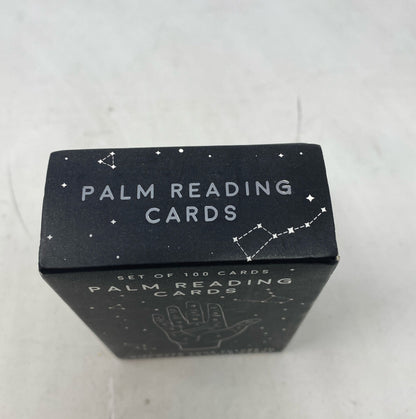 PALM READING
CARDS
SET OF 100 CARDS
PALM READING
CARDS